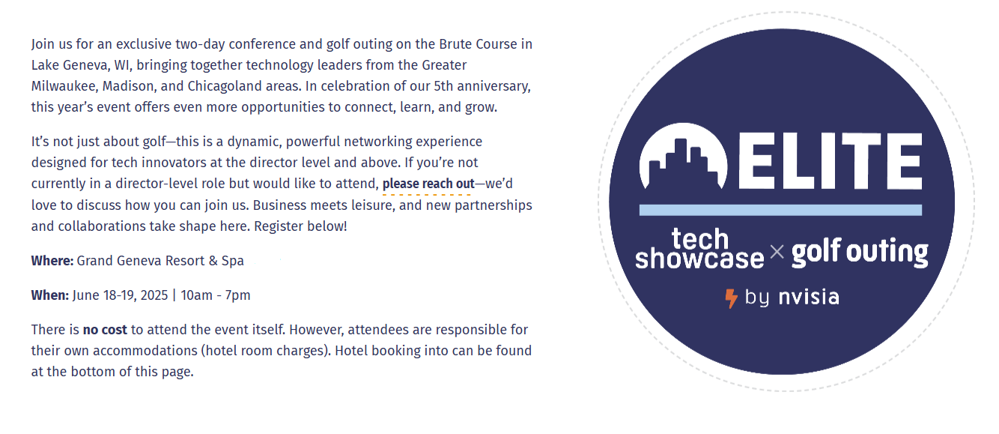 Join us for an exclusive two-day conference and golf outing on the Brute Course in
Lake Geneva, WI, bringing together technology leaders from the Greater
Milwaukee, Madison, and Chicagoland areas. In celebration of our 5th anniversary,
this year’s event offers even more opportunities to connect, learn, and grow.
It’s not just about golf—this is a dynamic, powerful networking experience
designed for tech innovators at the director level and above. If you’re not
currently in a director-level role but would like to attend, please reach out—we’d
love to discuss how you can join us. Business meets leisure, and new partnerships
and collaborations take shape here. Register below!
Where: Grand Geneva Resort & Spa
When: June 18-19, 2025 | 10am - 7pm
There is no cost to attend the event itself. However, attendees are responsible for
their own accommodations (hotel room charges). Hotel booking into can be found
at the bottom of this page.
ELITE
tech
showcase × golf outing
by nvisia